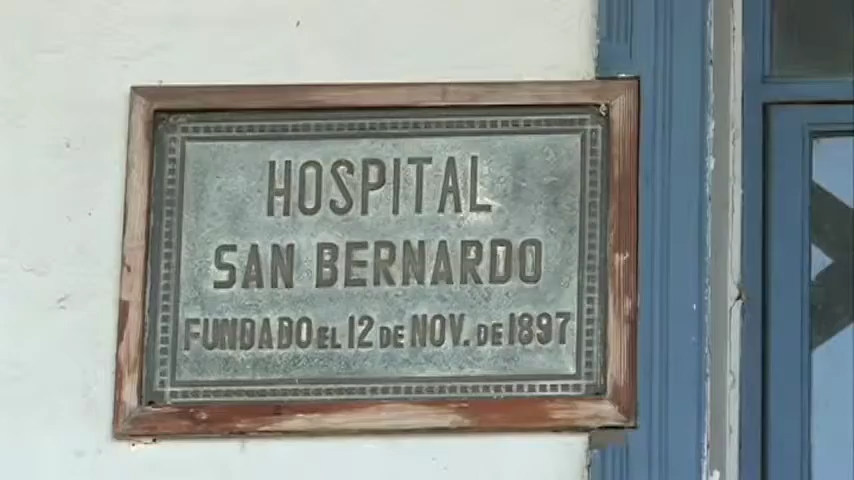 HOSPITAL
SAN BERNARDO
FUNDADO EL 12 DE NOV. DE 1897